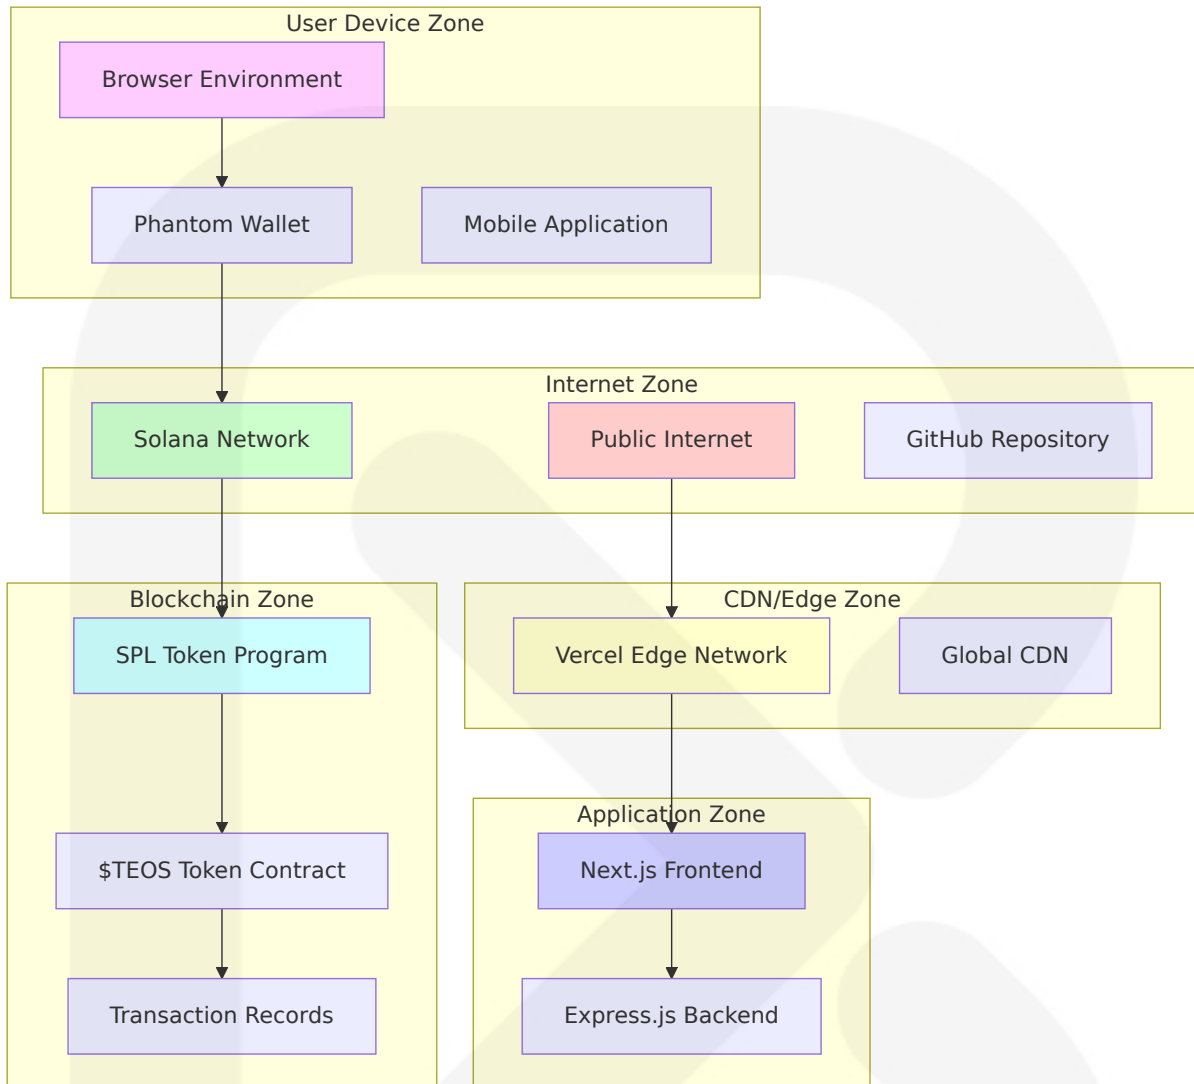 User Device Zone
Browser Environment
Phantom Wallet
Mobile Application
Internet Zone
Solana Network
Public Internet
GitHub Repository
Blockchain Zone
CDN/Edge Zone
SPL Token Program
Vercel Edge Network
Global CDN
Application Zone
$TEOS Token Contract
Next.js Frontend
Transaction Records
Express.js Backend